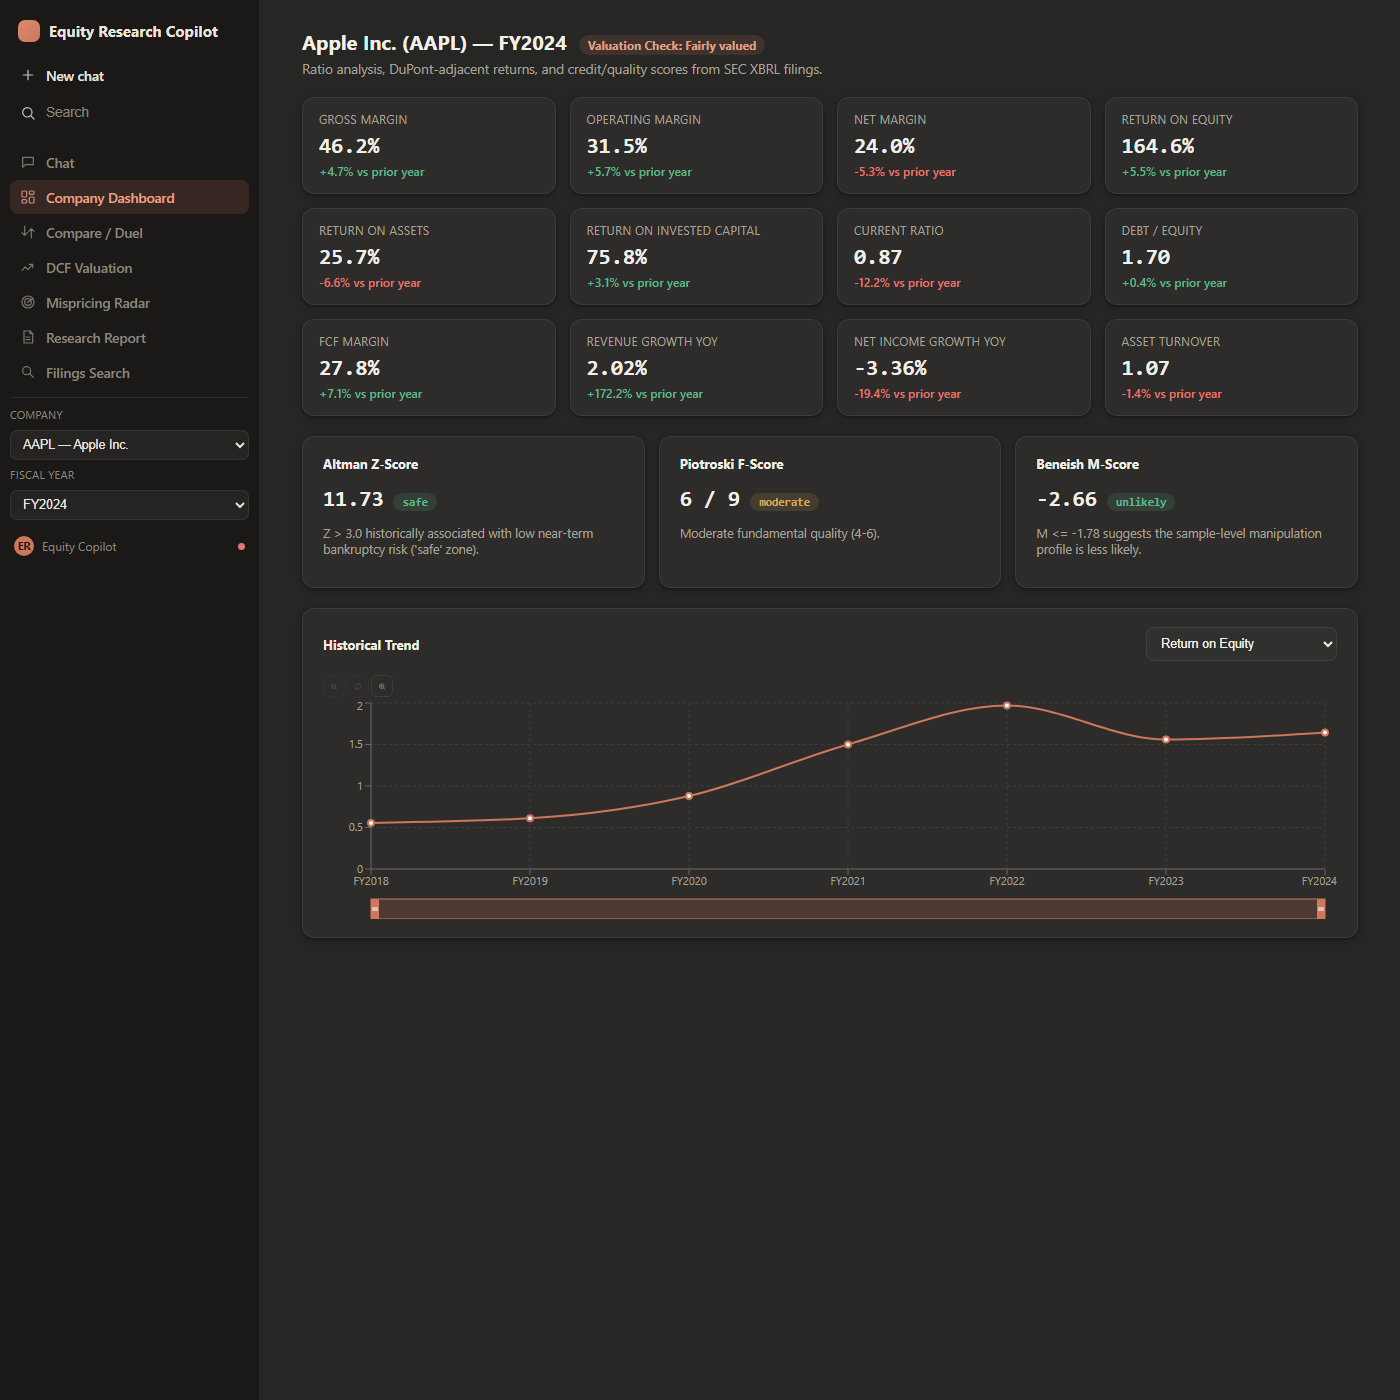 Equity Research Copilot
New chat
Search
Chat
Company Dashboard
Compare / Duel
DCF Valuation
Mispricing Radar
Research Report
Filings Search
COMPANY
AAPL — Apple Inc.
FISCAL YEAR
FY2024
ER Equity Copilot
Apple Inc. (AAPL) — FY2024 Valuation Check: Fairly valued
Ratio analysis, DuPont-adjacent returns, and credit/quality scores from SEC XBRL filings.
GROSS MARGIN
46.2%
+4.7% vs prior year
OPERATING MARGIN
31.5%
+5.7% vs prior year
NET MARGIN
24.0%
-5.3% vs prior year
RETURN ON EQUITY
164.6%
+5.5% vs prior year
RETURN ON ASSETS
25.7%
-6.6% vs prior year
RETURN ON INVESTED CAPITAL
75.8%
+3.1% vs prior year
CURRENT RATIO
0.87
-12.2% vs prior year
DEBT / EQUITY
1.70
+0.4% vs prior year
FCF MARGIN
27.8%
+7.1% vs prior year
REVENUE GROWTH YOY
2.02%
+172.2% vs prior year
NET INCOME GROWTH YOY
-3.36%
-19.4% vs prior year
ASSET TURNOVER
1.07
-1.4% vs prior year
Altman Z-Score
11.73 safe
Z > 3.0 historically associated with low near-term
bankruptcy risk ('safe' zone).
Piotroski F-Score
6 / 9 moderate
Moderate fundamental quality (4-6).
Beneish M-Score
-2.66 unlikely
M <= -1.78 suggests the sample-level manipulation
profile is less likely.
Historical Trend
Return on Equity
2
1.5
1
0.5
0
FY2018 FY2019 FY2020 FY2021 FY2022 FY2023 FY2024